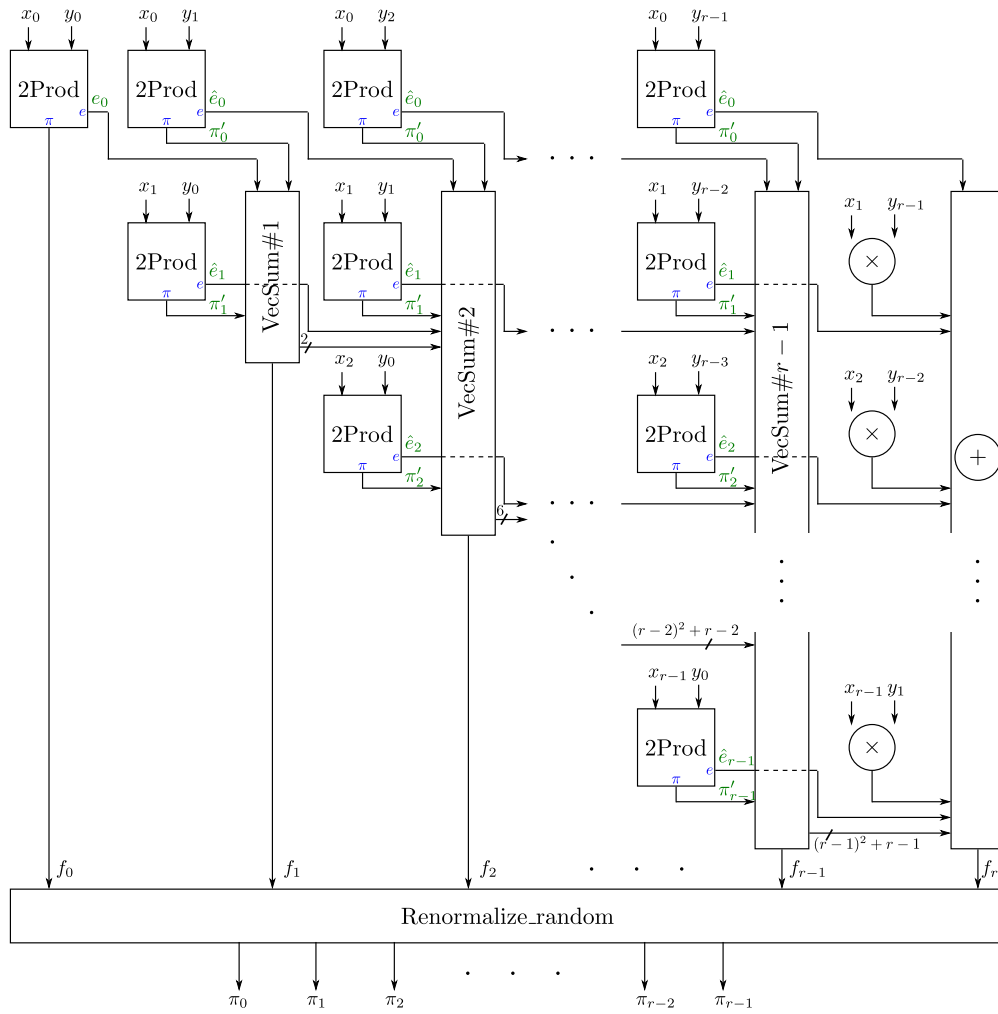 x₀ y₀ x₀ y₁ x₀ y₂ x₀ yᵣ₋₁
2Prod 2Prod 2Prod 2Prod
π e e₀ π e ê₀ π e ê₀ π e ê₀
π′₀ π′₀ π′₀
· · ·
x₁ y₀ x₁ y₁ x₁ yᵣ₋₂ x₁ yᵣ₋₁
2Prod VecSum#1 2Prod 2Prod ×
π e ê₁ π e ê₁ π e ê₁
π′₁ π′₁ π′₁
2 · · ·
x₂ y₀ VecSum#2 x₂ yᵣ₋₃ VecSum#r − 1 x₂ yᵣ₋₂
2Prod 2Prod × +
π e ê₂ π e ê₂
π′₂ π′₂
6 · · ·
(r − 2)² + r − 2
xᵣ₋₁ y₀ xᵣ₋₁ y₁
2Prod ×
π e êᵣ₋₁
π′ᵣ₋₁
(r − 1)² + r − 1
f₀ f₁ f₂ · · · fᵣ₋₁ fᵣ
Renormalize_random
π₀ π₁ π₂ · · · πᵣ₋₂ πᵣ₋₁